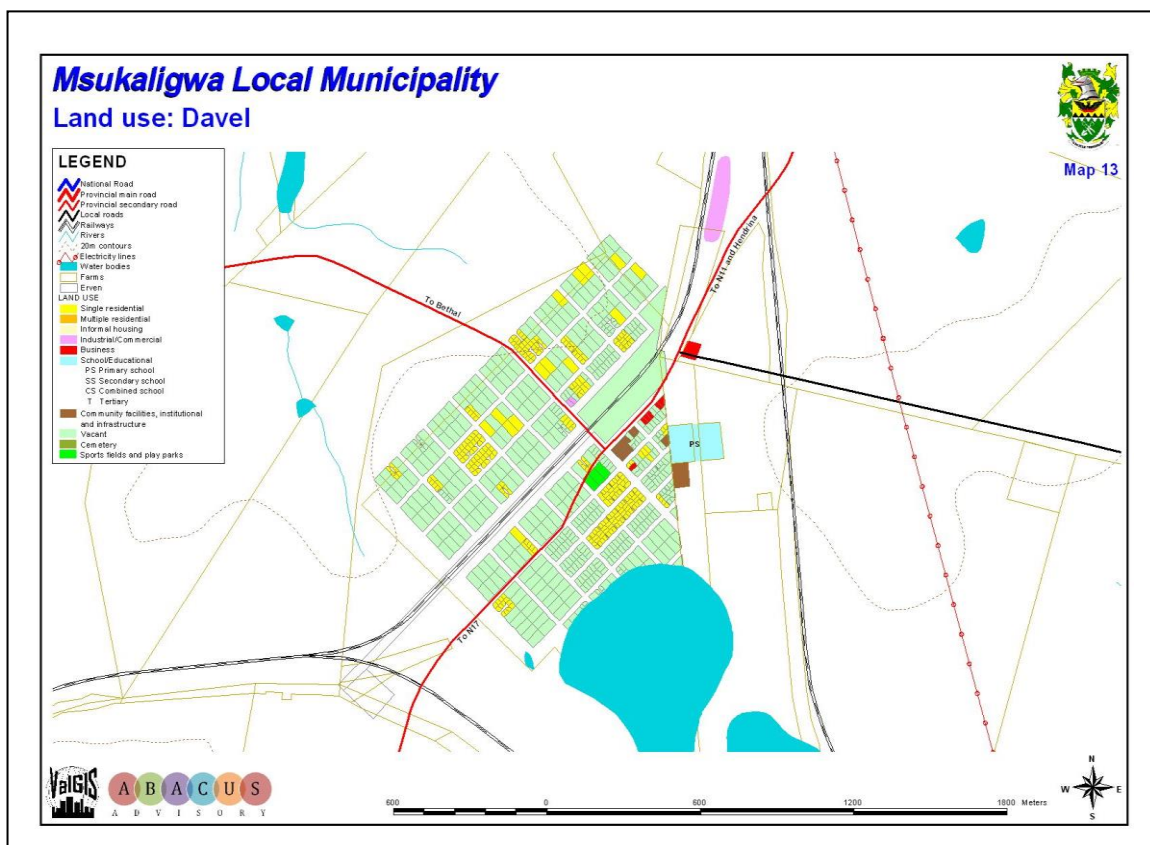 Msukaligwa Local Municipality
Land use: Davel
Map 13
LEGEND
National Road
Provincial main road
Provincial secondary road
Local roads
Railways
Rivers
20m contours
Electricity lines
Water bodies
Farms
Erven
LAND USE
Single residential
Multiple residential
Informal housing
Industrial/Commercial
Business
School/Educational
PS Primary school
SS Secondary school
CS Combined school
T Tertiary
Community facilities, institutional
and infrastructure
Vacant
Cemetery
Sports fields and play parks
To Bethal
To N11 and Hendrina
PS
To N17
ValGIS
ABACUS
ADVISORY
600 0 600 1200 1800 Meters
N
W E
S